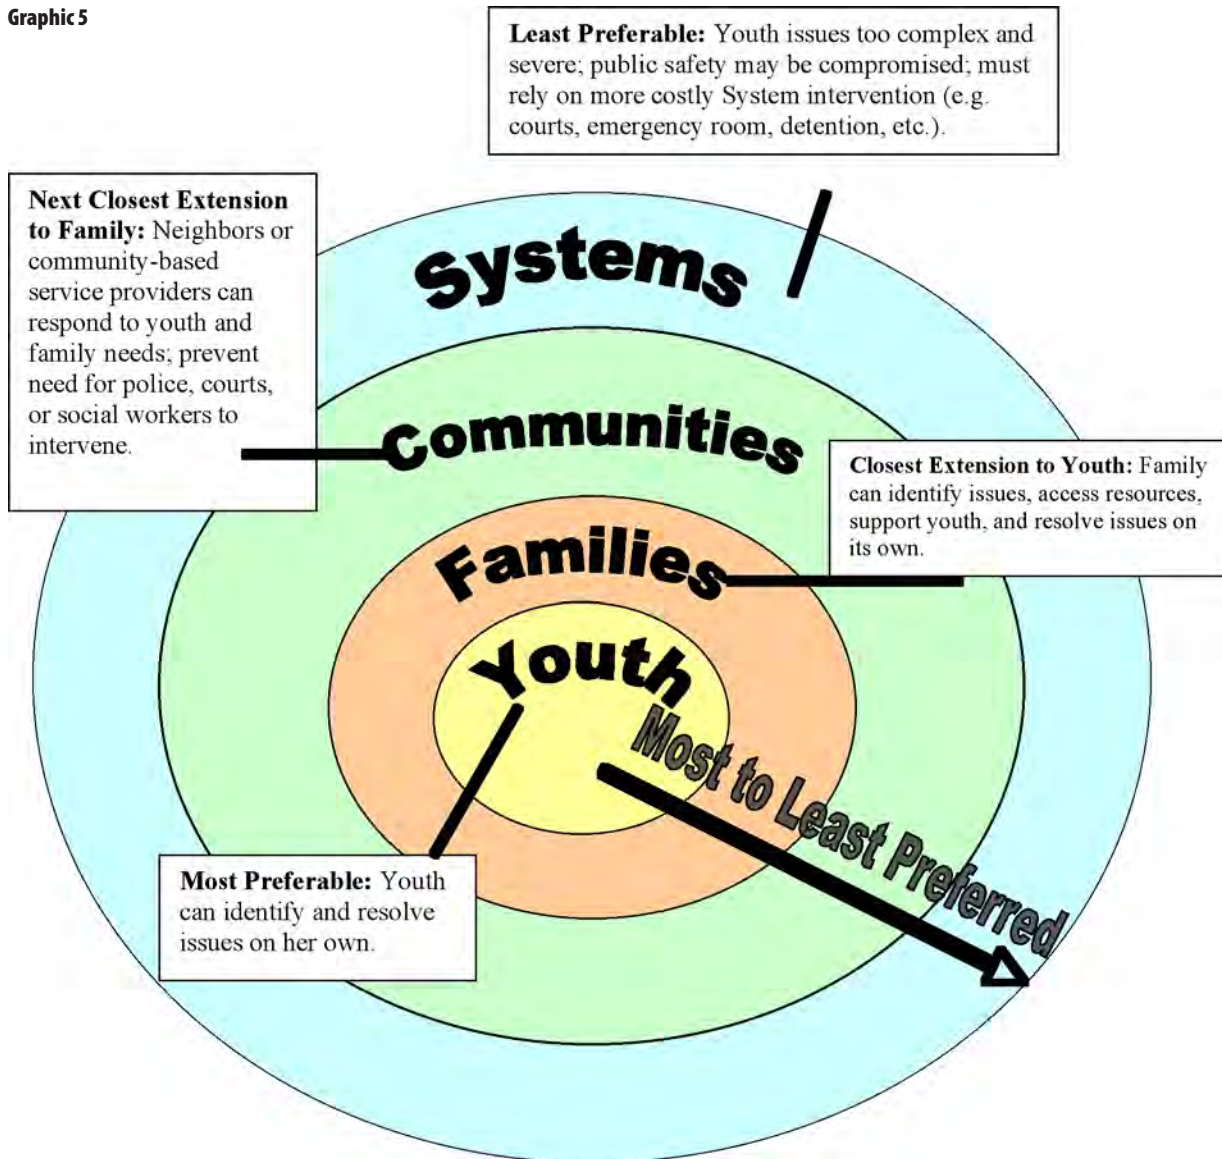 Graphic 5
Least Preferable: Youth issues too complex and
severe; public safety may be compromised; must
rely on more costly System intervention (e.g.
courts, emergency room, detention, etc.).
Next Closest Extension
to Family: Neighbors or
community-based
service providers can
respond to youth and
family needs; prevent
need for police, courts,
or social workers to
intervene.
Systems
Communities
Closest Extension to Youth: Family
can identify issues, access resources,
support youth, and resolve issues on
its own.
Families
Youth
Most to Least Preferred
Most Preferable: Youth
can identify and resolve
issues on her own.